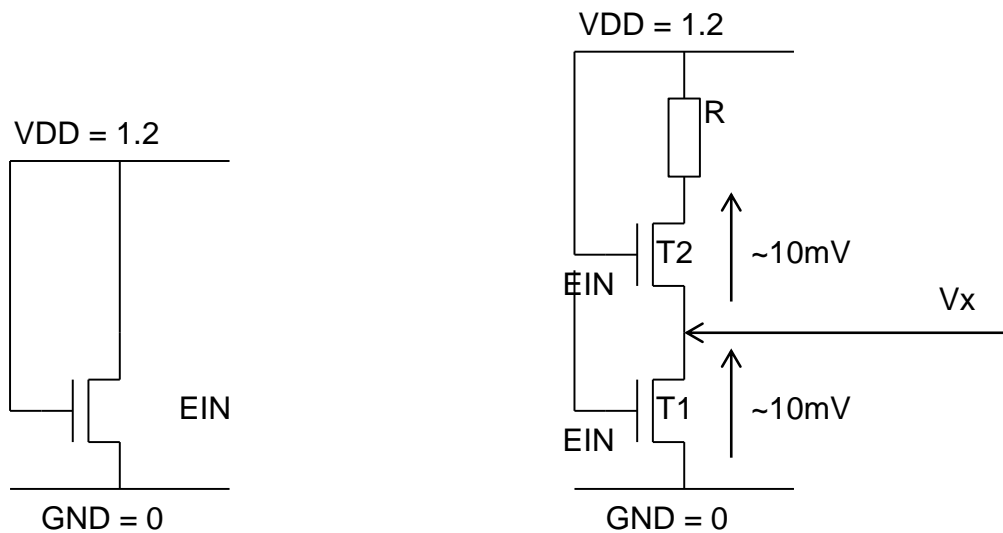 VDD = 1.2
EIN
GND = 0
VDD = 1.2
R
T2
~10mV
EIN
Vx
T1
~10mV
EIN
GND = 0